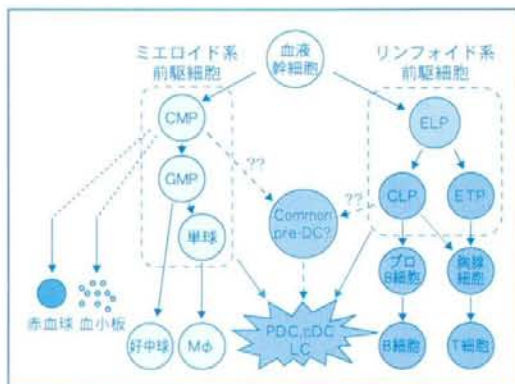 ミエロイド系
前駆細胞
血液
幹細胞
リンフォイド系
前駆細胞
CMP
ELP
??
GMP
??
CLP
ETP
Common
pre-DC?
単球
プロ
B細胞
胸腺
細胞
赤血球
血小板
好中球
Mφ
PDC, cDC
LC
B細胞
T細胞